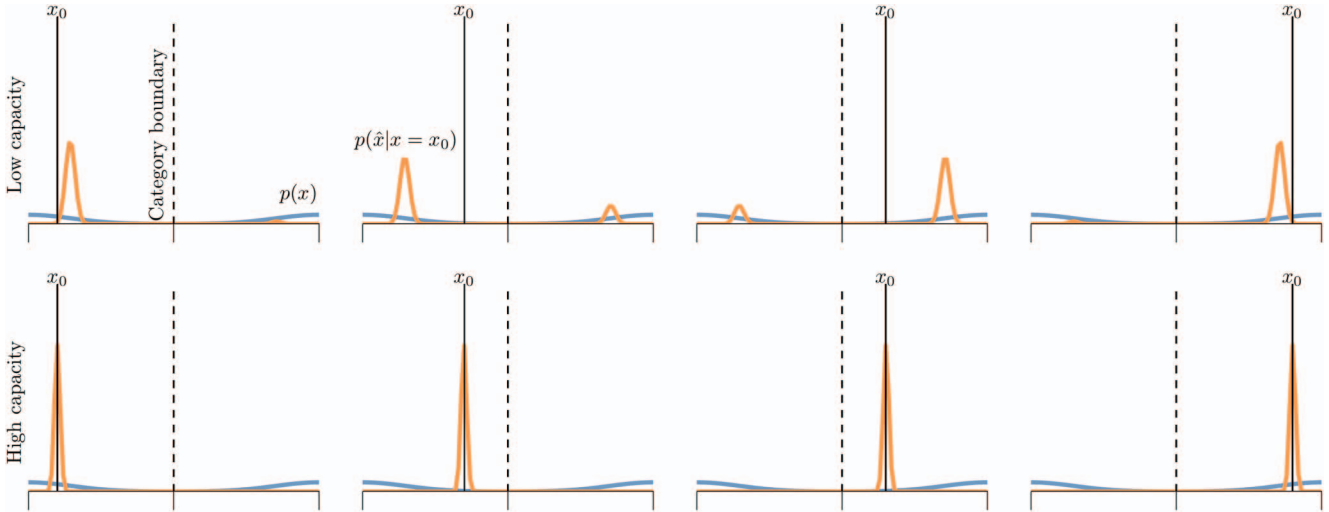 x₀
x₀
x₀
x₀
Low capacity
Category boundary
p(x̂|x = x₀)
p(x)
x₀
x₀
x₀
x₀
High capacity